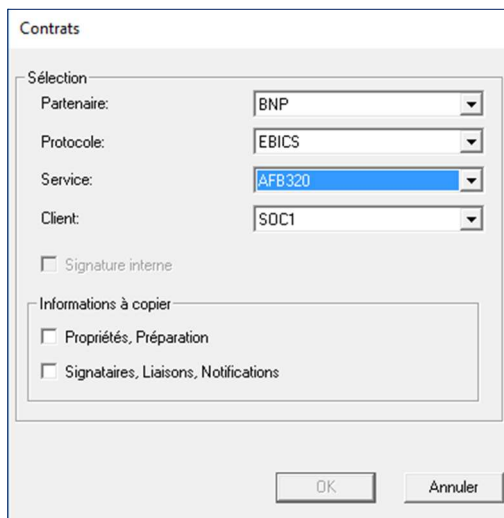 Contrats
Sélection
Partenaire: BNP
Protocole: EBICS
Service: AFB320
Client: SOC1
Signature interne
Informations à copier
Propriétés, Préparation
Signataires, Liaisons, Notifications
OK Annuler